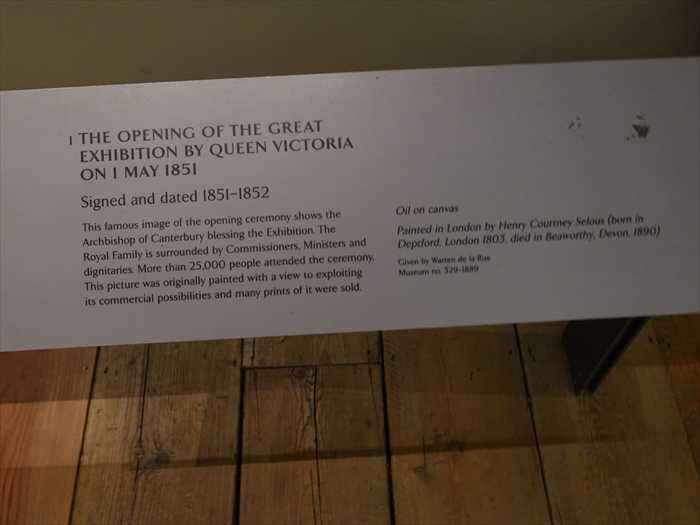 1 THE OPENING OF THE GREAT
EXHIBITION BY QUEEN VICTORIA
ON 1 MAY 1851
Signed and dated 1851–1852
This famous image of the opening ceremony shows the
Archbishop of Canterbury blessing the Exhibition. The
Royal Family is surrounded by Commissioners, Ministers and
dignitaries. More than 25,000 people attended the ceremony.
This picture was originally painted with a view to exploiting
its commercial possibilities and many prints of it were sold.
Oil on canvas
Painted in London by Henry Courtney Selous (born in
Deptford, London 1803, died in Beaworthy, Devon, 1890)
Given by Warren de la Rue
Museum no. 329-1889